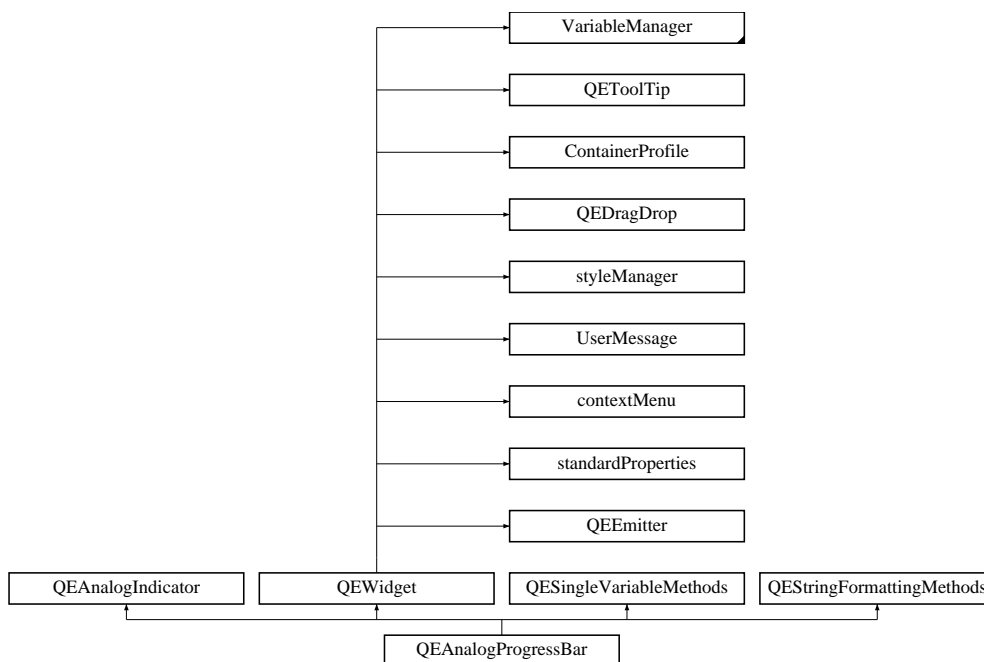 VariableManager
QEToolTip
ContainerProfile
QEDragDrop
styleManager
UserMessage
contextMenu
standardProperties
QEEmitter
QEAnalogIndicator QEWidget QESingleVariableMethods QEStringFormattingMethods
QEAnalogProgressBar